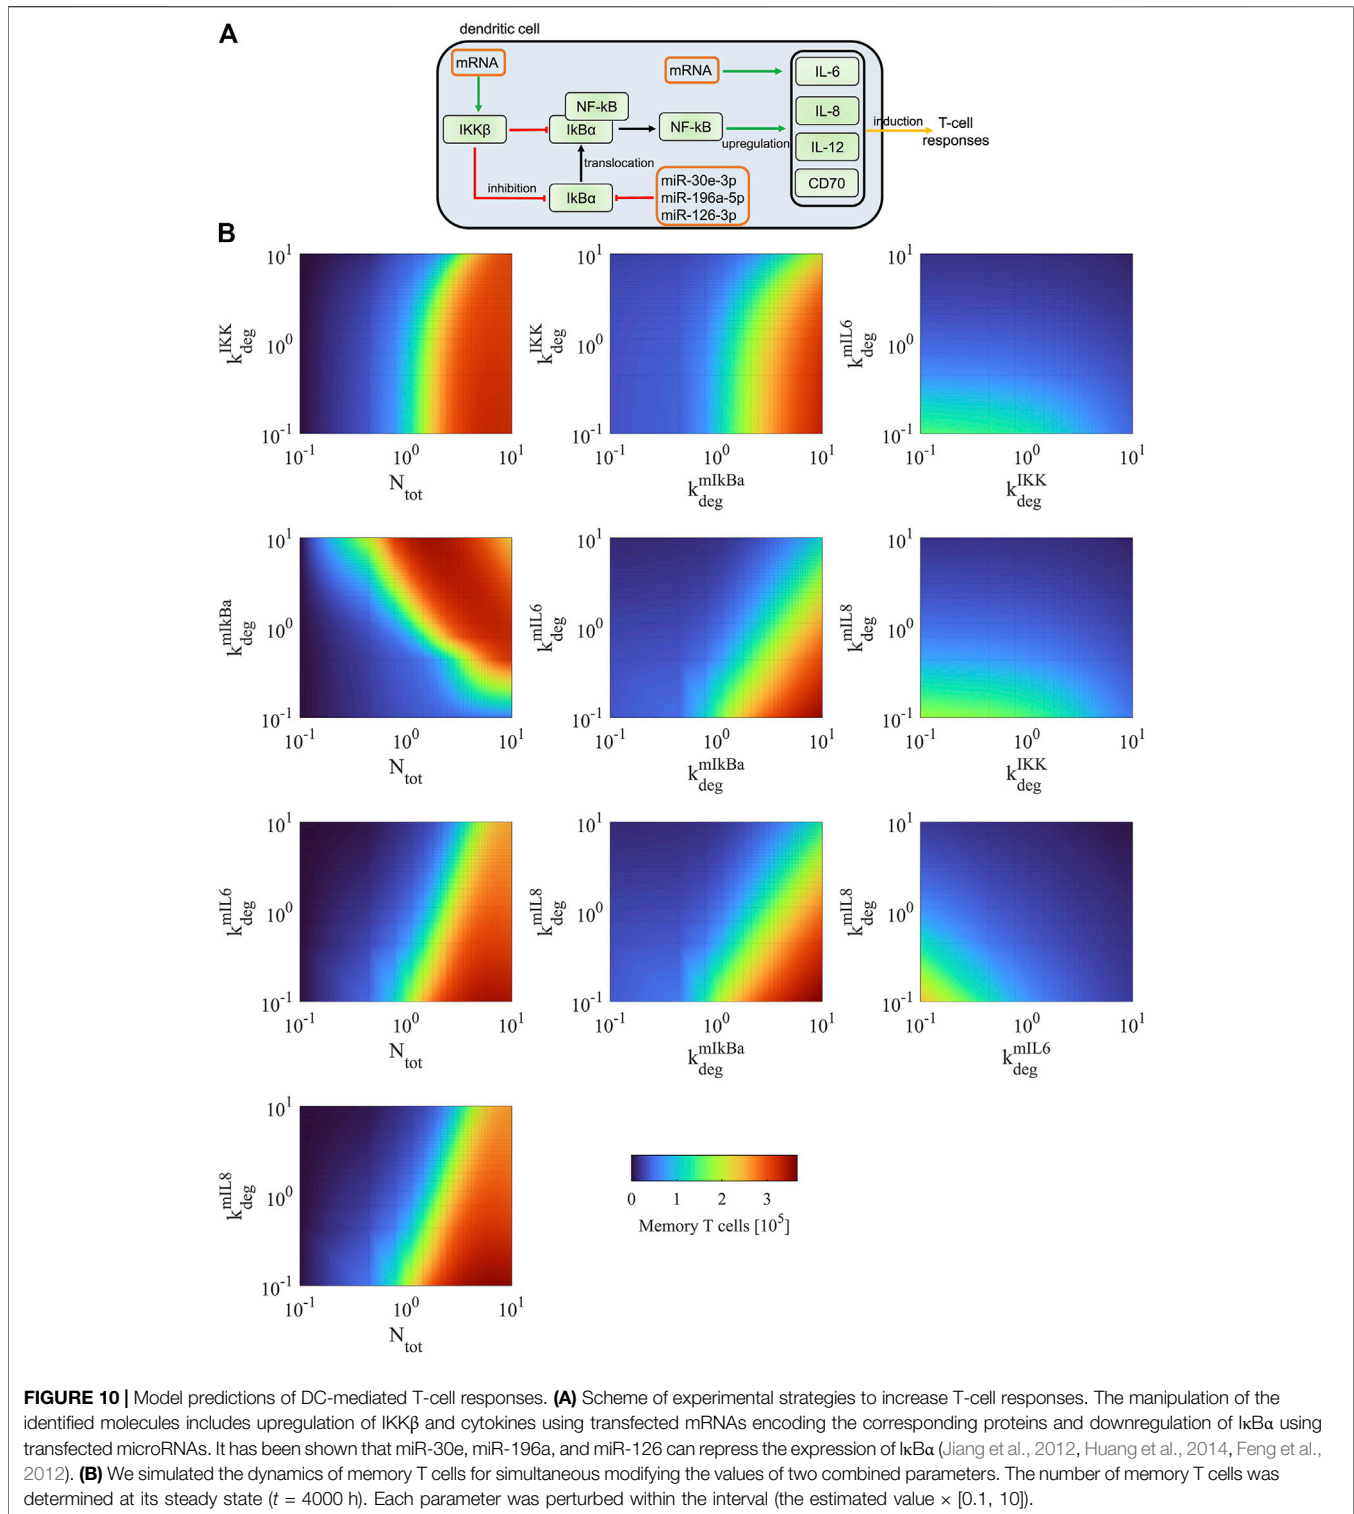 A
dendritic cell
mRNA
mRNA
IL-6
NF-kB
IL-8
IKKβ
IkBα
NF-kB
induction
T-cell
responses
upregulation
IL-12
translocation
miR-30e-3p
CD70
inhibition
IkBα
miR-196a-5p
miR-126-3p
B
10^1
10^0
10^-1
k_deg^IKK
10^-1 10^0 10^1
N_tot
10^1
10^0
10^-1
k_deg^IKK
10^-1 10^0 10^1
k_deg^mIkBa
10^1
10^0
10^-1
k_deg^mIL6
10^-1 10^0 10^1
k_deg^IKK
10^1
10^0
10^-1
k_deg^mIkBa
10^-1 10^0 10^1
N_tot
10^1
10^0
10^-1
k_deg^mIL6
10^-1 10^0 10^1
k_deg^mIkBa
10^1
10^0
10^-1
k_deg^mIL8
10^-1 10^0 10^1
k_deg^IKK
10^1
10^0
10^-1
k_deg^mIL6
10^-1 10^0 10^1
N_tot
10^1
10^0
10^-1
k_deg^mIL8
10^-1 10^0 10^1
k_deg^mIkBa
10^1
10^0
10^-1
k_deg^mIL8
10^-1 10^0 10^1
k_deg^mIL6
10^1
10^0
10^-1
k_deg^mIL8
10^-1 10^0 10^1
N_tot
0 1 2 3
Memory T cells [10^5]
FIGURE 10 | Model predictions of DC-mediated T-cell responses. (A) Scheme of experimental strategies to increase T-cell responses. The manipulation of the
identified molecules includes upregulation of IKKβ and cytokines using transfected mRNAs encoding the corresponding proteins and downregulation of IκBα using
transfected microRNAs. It has been shown that miR-30e, miR-196a, and miR-126 can repress the expression of IκBα (Jiang et al., 2012, Huang et al., 2014, Feng et al.,
2012). (B) We simulated the dynamics of memory T cells for simultaneous modifying the values of two combined parameters. The number of memory T cells was
determined at its steady state (t = 4000 h). Each parameter was perturbed within the interval (the estimated value × [0.1, 10]).